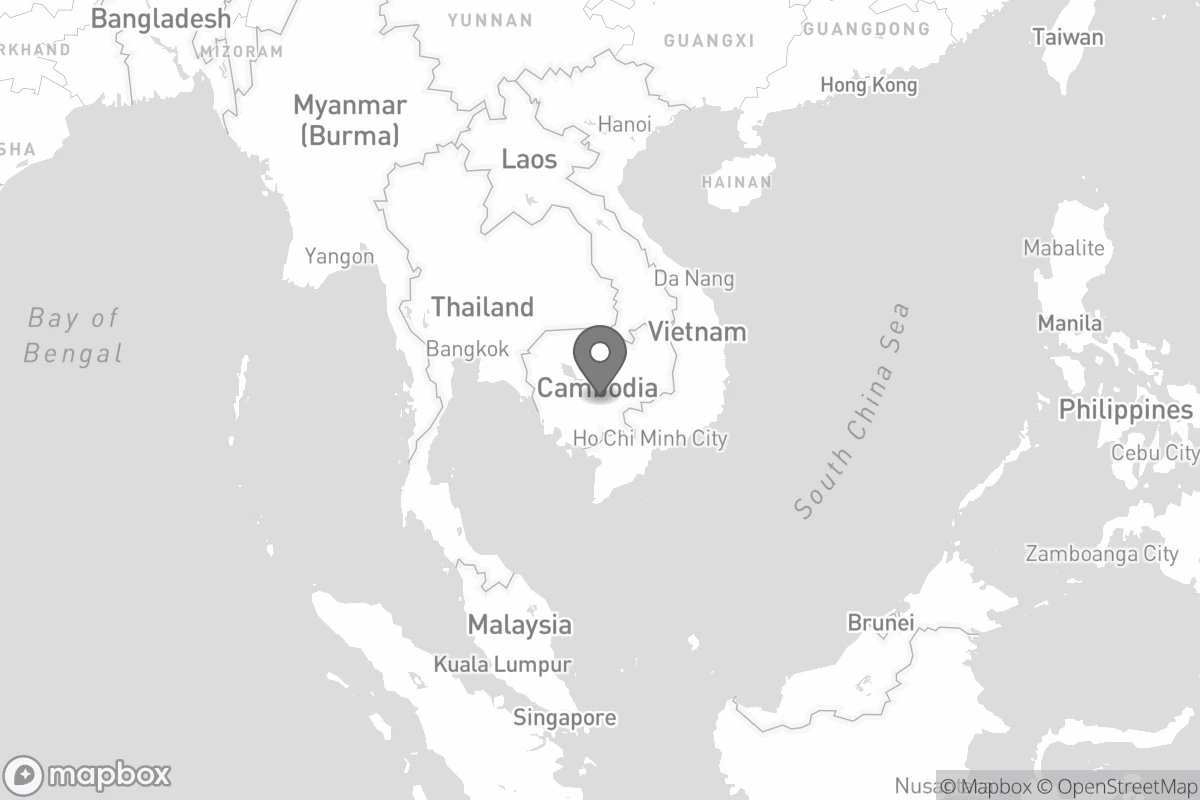 Bangladesh
YUNNAN
GUANGXI
GUANGDONG
Taiwan
RKHAND
MIZORAM
Hong Kong
Myanmar
(Burma)
Hanoi
SHA
Laos
HAINAN
Yangon
Da Nang
Mabalite
Bay of
Bengal
Thailand
Vietnam
Manila
Bangkok
Cambodia
South China Sea
Philippines
Ho Chi Minh City
Cebu City
Zamboanga City
Malaysia
Brunei
Kuala Lumpur
Singapore
mapbox
© Mapbox © OpenStreetMap